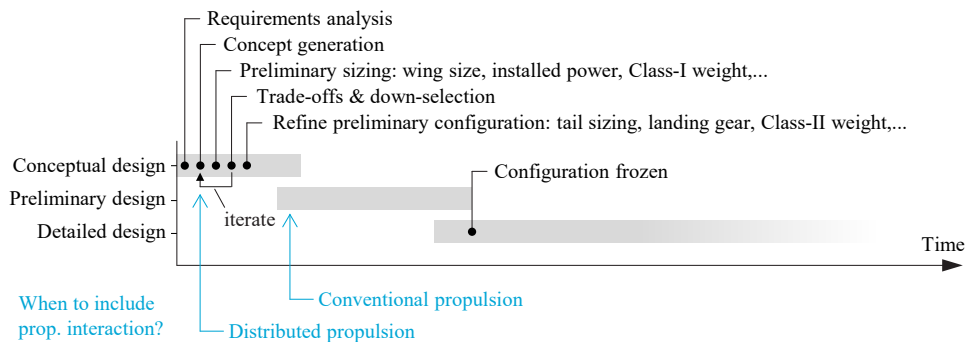 Requirements analysis
Concept generation
Preliminary sizing: wing size, installed power, Class-I weight,...
Trade-offs & down-selection
Refine preliminary configuration: tail sizing, landing gear, Class-II weight,...
Conceptual design
Configuration frozen
Preliminary design
iterate
Detailed design
Time
Conventional propulsion
When to include
prop. interaction?
Distributed propulsion